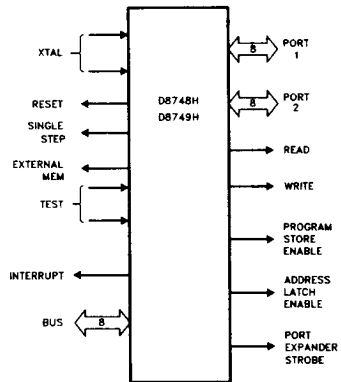 XTAL
RESET
SINGLE
STEP
EXTERNAL
MEM
TEST
INTERRUPT
BUS
8
D8748H
D8749H
8
PORT
1
8
PORT
2
READ
WRITE
PROGRAM
STORE
ENABLE
ADDRESS
LATCH
ENABLE
PORT
EXPANDER
STROBE